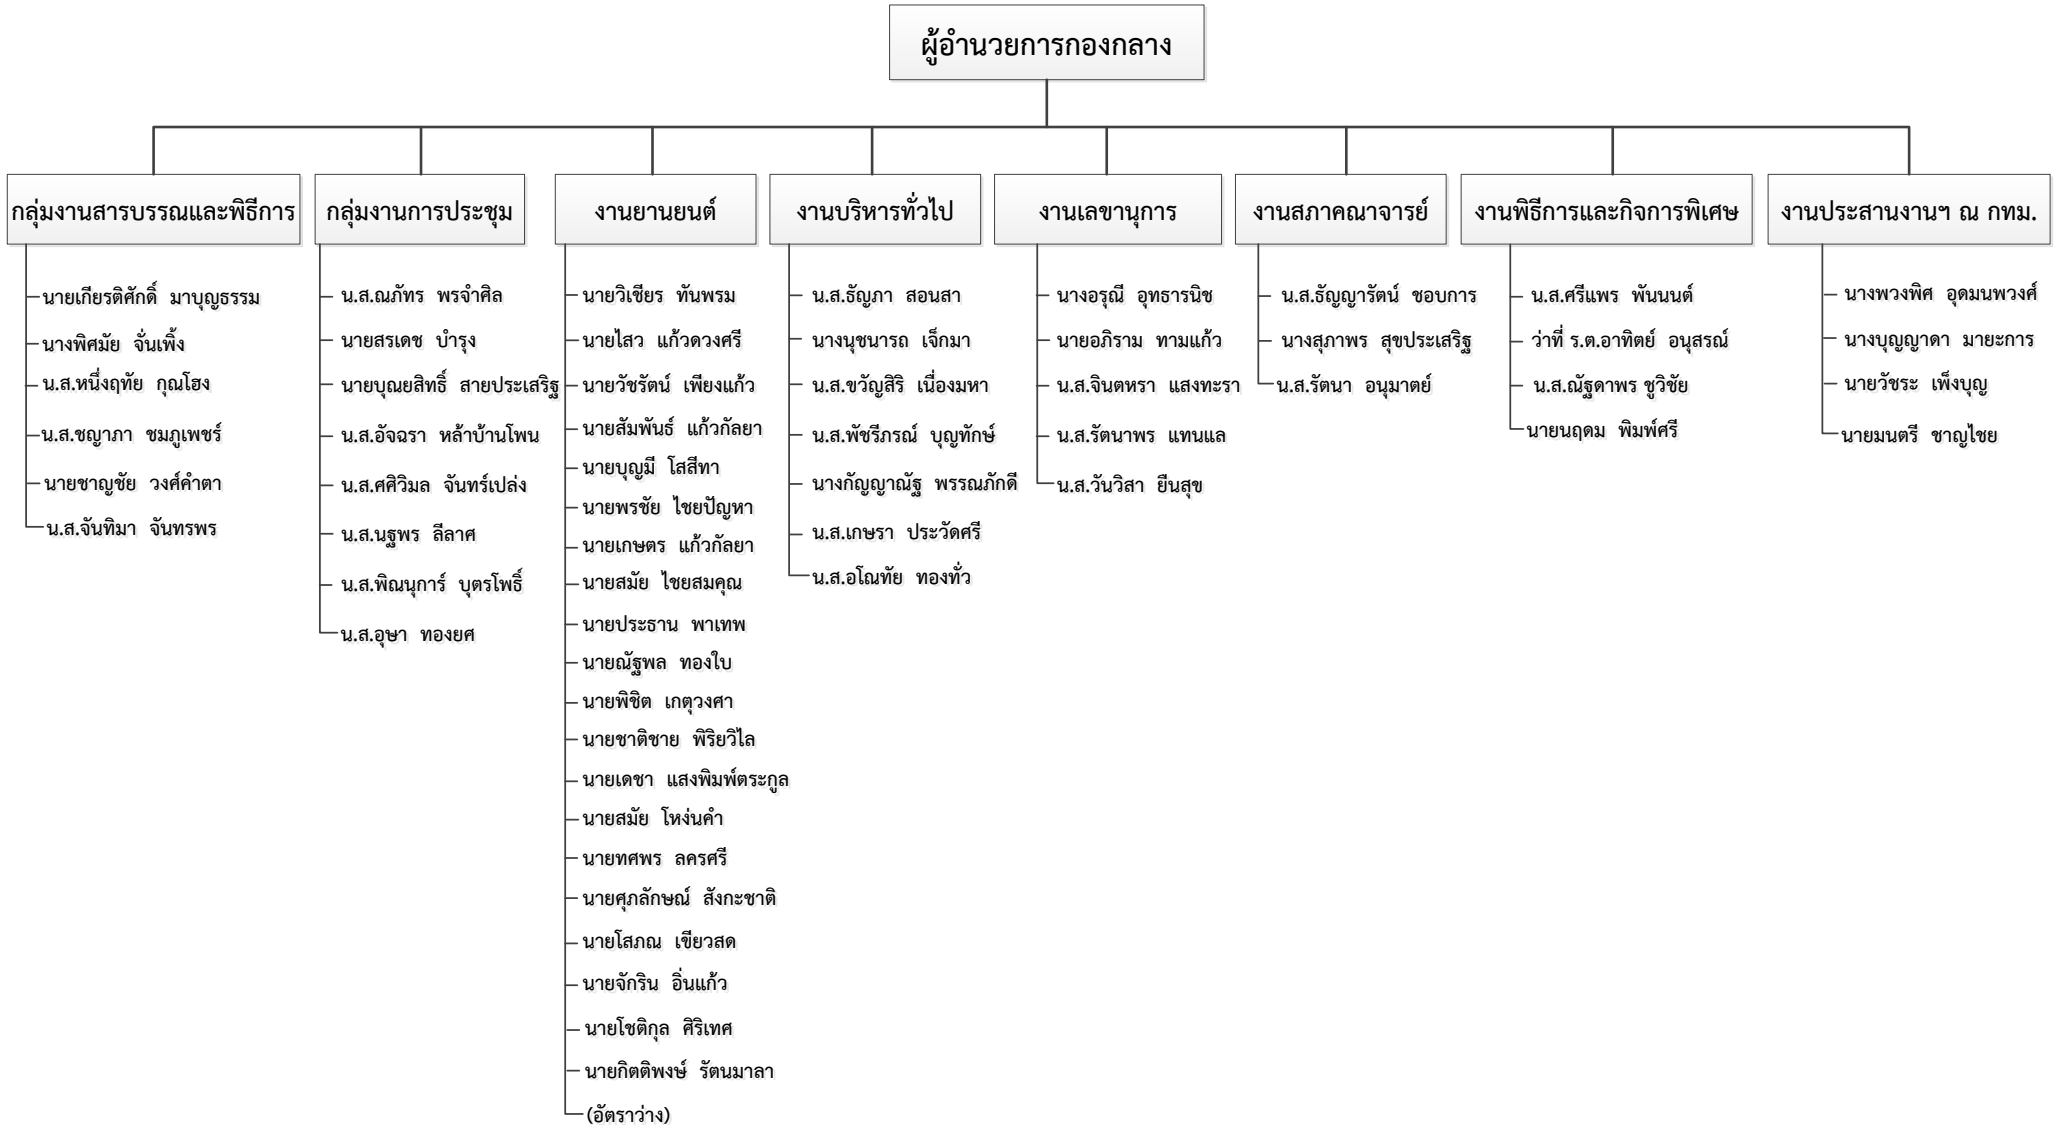 ผู้อำนวยการกองกลาง
กลุ่มงานสารบรรณและพิธีการ
นายเกียรติศักดิ์ มาบุญธรรม
นางพิศมัย จั่นเพิ้ง
น.ส.หนึ่งฤทัย กุณโฮง
น.ส.ชญาภา ชมภูเพชร์
นายชาญชัย วงศ์คำตา
น.ส.จันทิมา จันทรพร
กลุ่มงานการประชุม
น.ส.ณภัทร พรจำศิล
นายสรเดช บำรุง
นายบุณยสิทธิ์ สายประเสริฐ
น.ส.อัจฉรา หล้าบ้านโพน
น.ส.ศศิวิมล จันทร์เปล่ง
น.ส.นฐพร ลีลาศ
น.ส.พิณนุการ์ บุตรโพธิ์
น.ส.อุษา ทองยศ
งานยานยนต์
นายวิเชียร ทันพรม
นายไสว แก้วดวงศรี
นายวัชรัตน์ เพียงแก้ว
นายสัมพันธ์ แก้วกัลยา
นายบุญมี โสสีทา
นายพรชัย ไชยปัญหา
นายเกษตร แก้วกัลยา
นายสมัย ไชยสมคุณ
นายประธาน พาเทพ
นายณัฐพล ทองใบ
นายพิชิต เกตุวงศา
นายชาติชาย พิริยวิไล
นายเดชา แสงพิมพ์ตระกูล
นายสมัย โหง่นคำ
นายทศพร ลครศรี
นายศุภลักษณ์ สังกะชาติ
นายโสภณ เขียวสด
นายจักริน อิ่นแก้ว
นายโชติกุล ศิริเทศ
นายกิตติพงษ์ รัตนมาลา
(อัตราว่าง)
งานบริหารทั่วไป
น.ส.ธัญภา สอนสา
นางนุชนารถ เจ็กมา
น.ส.ขวัญสิริ เนื่องมหา
น.ส.พัชรีภรณ์ บุญทักษ์
นางกัญญาณัฐ พรรณภักดี
น.ส.เกษรา ประวัดศรี
น.ส.อโณทัย ทองทั่ว
งานเลขานุการ
นางอรุณี อุทธารนิช
นายอภิราม ทามแก้ว
น.ส.จินตหรา แสงทะรา
น.ส.รัตนาพร แทนแล
น.ส.วันวิสา ยืนสุข
งานสภาคณาจารย์
น.ส.ธัญญารัตน์ ชอบการ
นางสุภาพร สุขประเสริฐ
น.ส.รัตนา อนุมาตย์
งานพิธีการและกิจการพิเศษ
น.ส.ศรีแพร พันนนต์
ว่าที่ ร.ต.อาทิตย์ อนุสรณ์
น.ส.ณัฐดาพร ชูวิชัย
นายนฤดม พิมพ์ศรี
งานประสานงานฯ ณ กทม.
นางพวงพิศ อุดมนพวงศ์
นางบุญญาดา มายะการ
นายวัชระ เพ็งบุญ
นายมนตรี ชาญไชย